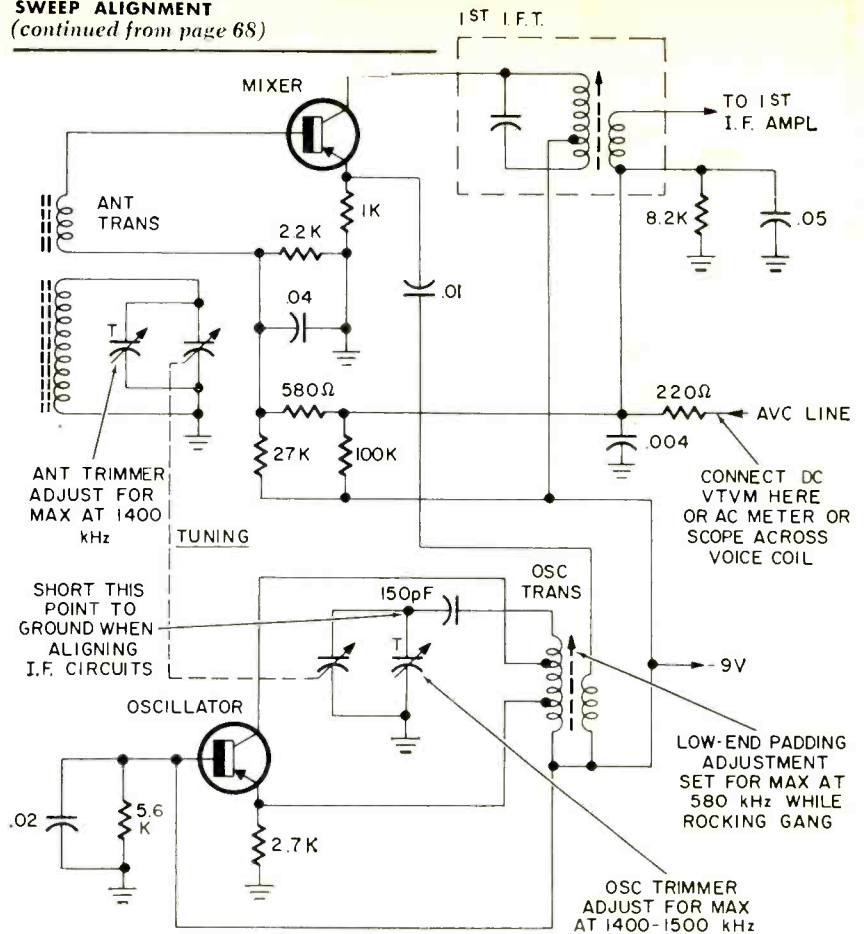 SWEEP ALIGNMENT
(continued from page 68)
1ST I.F.T.
MIXER
TO 1ST
I.F. AMPL
ANT
TRANS
1K
2.2K
8.2K
.05
.04
.01
T
580Ω
220Ω
AVC LINE
27K
100K
.004
ANT TRIMMER
ADJUST FOR
MAX AT 1400
kHz
CONNECT DC
VTVM HERE
OR AC METER OR
SCOPE ACROSS
VOICE COIL
TUNING
SHORT THIS
POINT TO
GROUND WHEN
ALIGNING
I.F. CIRCUITS
150pF
OSC
TRANS
T
-9V
OSCILLATOR
LOW-END PADDING
ADJUSTMENT
SET FOR MAX AT
580 kHz WHILE
ROCKING GANG
.02
5.6
K
2.7K
OSC TRIMMER
ADJUST FOR MAX
AT 1400-1500 kHz